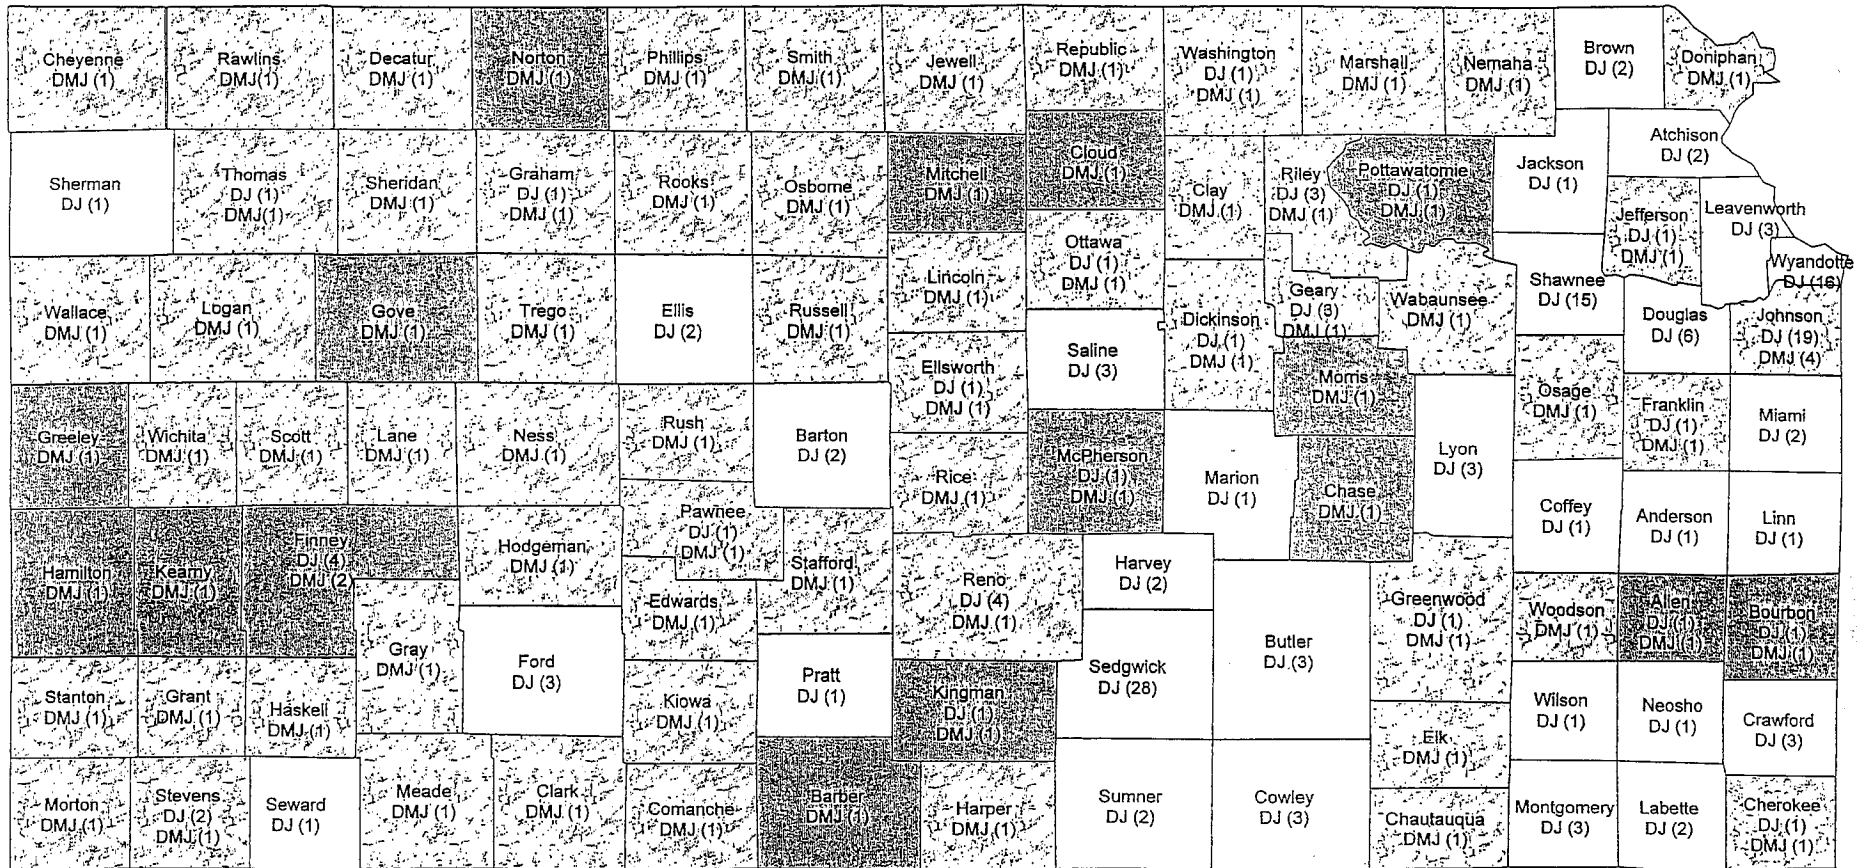 Cheyenne
DMJ (1)
Rawlins
DMJ(1)
Decatur
DMJ (1)
Norton
DMJ (1)
Phillips
DMJ (1)
Smith
DMJ (1)
Jewell
DMJ (1)
Republic
DMJ (1)
Washington
DJ (1)
DMJ (1)
Marshall
DMJ (1)
Nemaha
DMJ (1)
Brown
DJ (2)
Doniphan
DMJ (1)
Sherman
DJ (1)
Thomas
DJ (1)
DMJ(1)
Sheridan
DMJ (1)
Graham
DJ (1)
DMJ (1)
Rooks
DMJ (1)
Osborne
DMJ (1)
Mitchell
DMJ (1)
Cloud
DMJ (1)
Clay
DMJ (1)
Riley
DJ (3)
DMJ (1)
Pottawatomie
DJ (1)
DMJ (1)
Jackson
DJ (1)
Atchison
DJ (2)
Jefferson
DJ (1)
DMJ (1)
Leavenworth
DJ (3)
Wyandotte
DJ (16)
Wallace
DMJ (1)
Logan
DMJ (1)
Gove
DMJ (1)
Trego
DMJ (1)
Ellis
DJ (2)
Russell
DMJ (1)
Lincoln
DMJ (1)
Ottawa
DJ (1)
DMJ (1)
Saline
DJ (3)
Dickinson
DJ (1)
DMJ (1)
Geary
DJ (3)
DMJ (1)
Wabaunsee
DMJ (1)
Shawnee
DJ (15)
Douglas
DJ (6)
Johnson
DJ (19)
DMJ (4)
Greeley
DMJ (1)
Wichita
DMJ (1)
Scott
DMJ (1)
Lane
DMJ (1)
Ness
DMJ (1)
Rush
DMJ (1)
Barton
DJ (2)
Ellsworth
DJ (1)
DMJ (1)
Rice
DMJ (1)
McPherson
DJ (1)
DMJ (1)
Marion
DJ (1)
Morris
DMJ (1)
Chase
DMJ (1)
Lyon
DJ (3)
Osage
DMJ (1)
Franklin
DJ (1)
DMJ (1)
Miami
DJ (2)
Hamilton
DMJ (1)
Kearny
DMJ (1)
Finney
DJ (4)
DMJ (2)
Hodgeman
DMJ (1)
Pawnee
DJ (1)
DMJ (1)
Stafford
DMJ (1)
Edwards
DMJ (1)
Reno
DJ (4)
DMJ (1)
Harvey
DJ (2)
Coffey
DJ (1)
Anderson
DJ (1)
Linn
DJ (1)
Gray
DMJ (1)
Ford
DJ (3)
Pratt
DJ (1)
Kiowa
DMJ (1)
Kingman
DJ (1)
DMJ (1)
Sedgwick
DJ (28)
Butler
DJ (3)
Greenwood
DJ (1)
DMJ (1)
Woodson
DMJ (1)
Allen
DJ (1)
DMJ (1)
Bourbon
DJ (1)
DMJ (1)
Stanton
DMJ (1)
Grant
DMJ (1)
Haskell
DMJ (1)
Elk
DMJ (1)
Wilson
DJ (1)
Neosho
DJ (1)
Crawford
DJ (3)
Morton
DMJ (1)
Stevens
DJ (2)
DMJ (1)
Seward
DJ (1)
Meade
DMJ (1)
Clark
DMJ (1)
Comanche
DMJ (1)
Barber
DMJ (1)
Harper
DMJ (1)
Sumner
DJ (2)
Cowley
DJ (3)
Chautauqua
DMJ (1)
Montgomery
DJ (3)
Labette
DJ (2)
Cherokee
DJ (1)
DMJ (1)